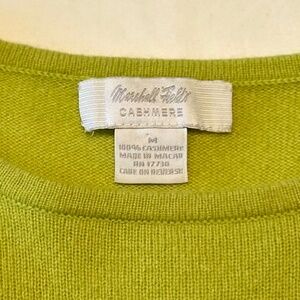 Marshall Field's
CASHMERE
M
100% CASHMERE
MADE IN MACAU
RN 17730
CARE ON REVERSE